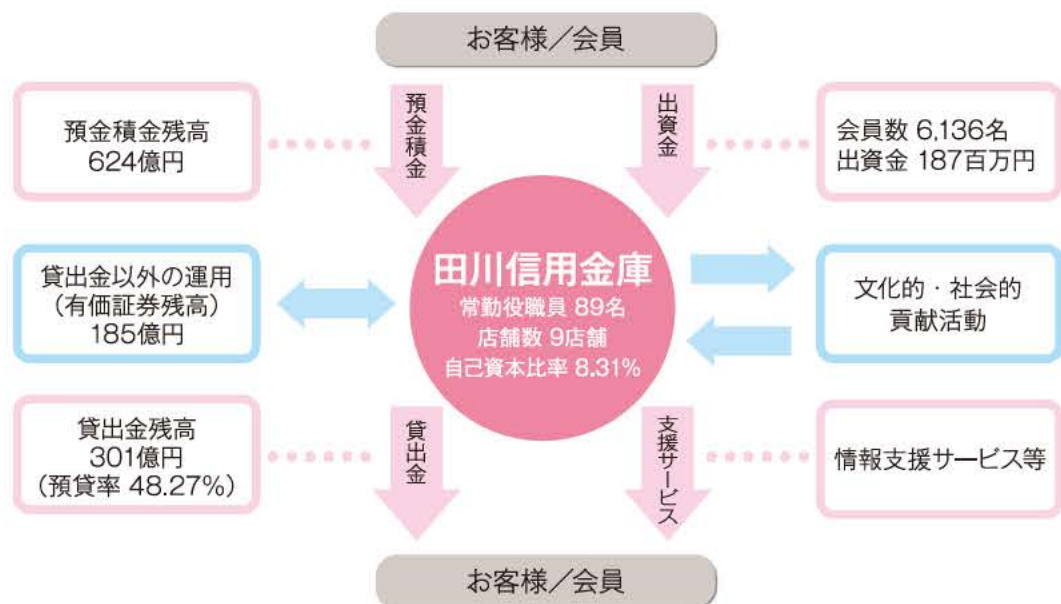 お客様／会員
預金積金
出資金
預金積金残高
624億円
会員数 6,136名
出資金 187百万円
田川信用金庫
常勤役職員 89名
店舗数 9店舗
自己資本比率 8.31%
貸出金以外の運用
(有価証券残高)
185億円
文化的・社会的
貢献活動
貸出金残高
301億円
(預貸率 48.27%)
貸出金
支援サービス
情報支援サービス等
お客様／会員